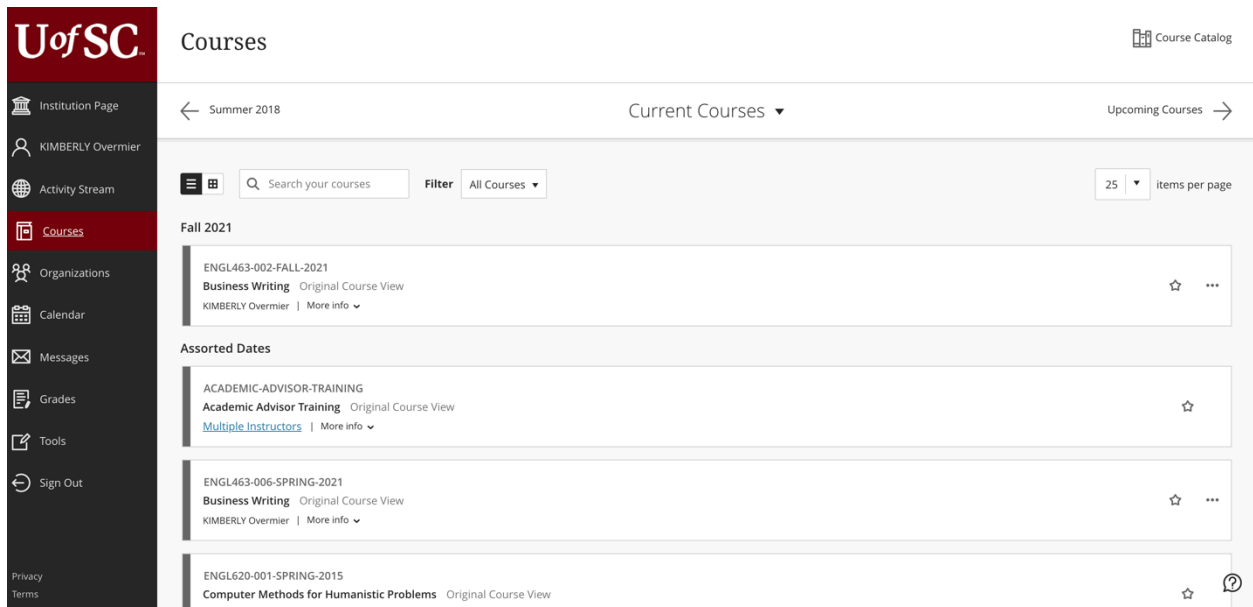 UofSC™
Institution Page
KIMBERLY Overmier
Activity Stream
Courses
Organizations
Calendar
Messages
Grades
Tools
Sign Out
Privacy
Terms
Courses
Course Catalog
Summer 2018
Current Courses
Upcoming Courses
Search your courses
Filter
All Courses
25 items per page
Fall 2021
ENGL463-002-FALL-2021
Business Writing Original Course View
KIMBERLY Overmier | More info
Assorted Dates
ACADEMIC-ADVISOR-TRAINING
Academic Advisor Training Original Course View
Multiple Instructors | More info
ENGL463-006-SPRING-2021
Business Writing Original Course View
KIMBERLY Overmier | More info
ENGL620-001-SPRING-2015
Computer Methods for Humanistic Problems Original Course View